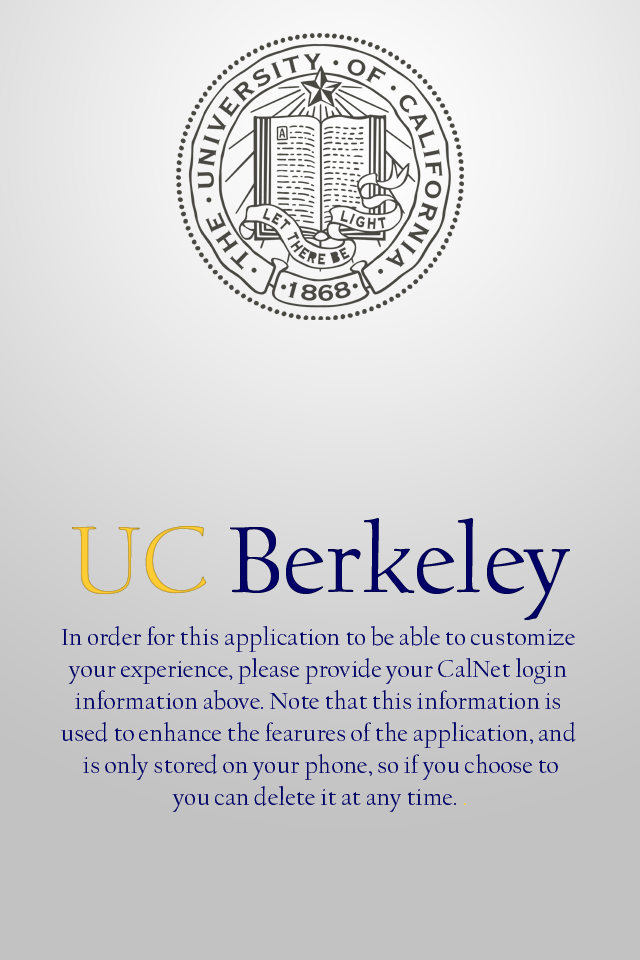 · THE · UNIVERSITY · OF · CALIFORNIA ·
A
LET THERE BE LIGHT
·1868·
UC Berkeley
In order for this application to be able to customize
your experience, please provide your CalNet login
information above. Note that this information is
used to enhance the fearures of the application, and
is only stored on your phone, so if you choose to
you can delete it at any time.